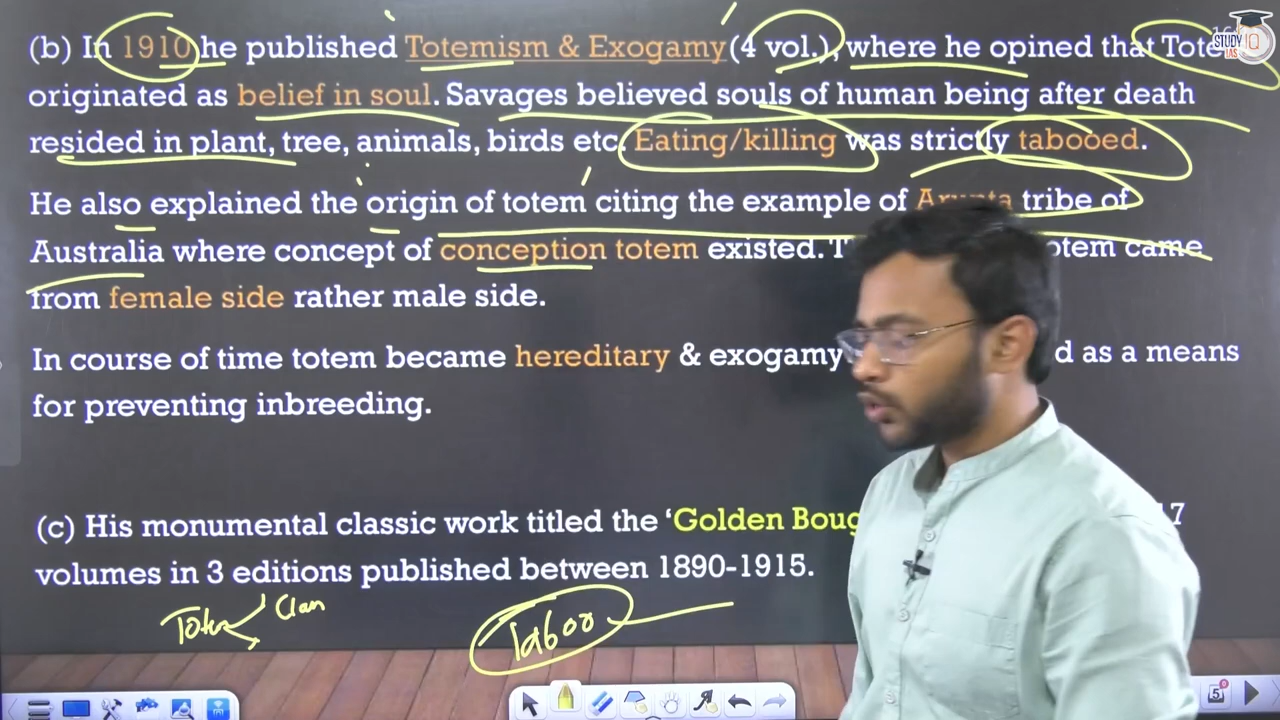 (b) In 1910 he published Totemism & Exogamy (4 vol.), where he opined that
originated as belief in soul. Savages believed souls of human being after death
resided in plant, tree, animals, birds etc. Eating/killing was strictly tabooed.
He also explained the origin of totem citing the example of Arunta tribe of
Australia where concept of conception totem existed. came
from female side rather male side.
In course of time totem became hereditary & exogamy as a means
for preventing inbreeding.
(c) His monumental classic work titled the 'Golden
volumes in 3 editions published between 1890-1915.
Clan
Taboo
STUDY IQ
IAS
5